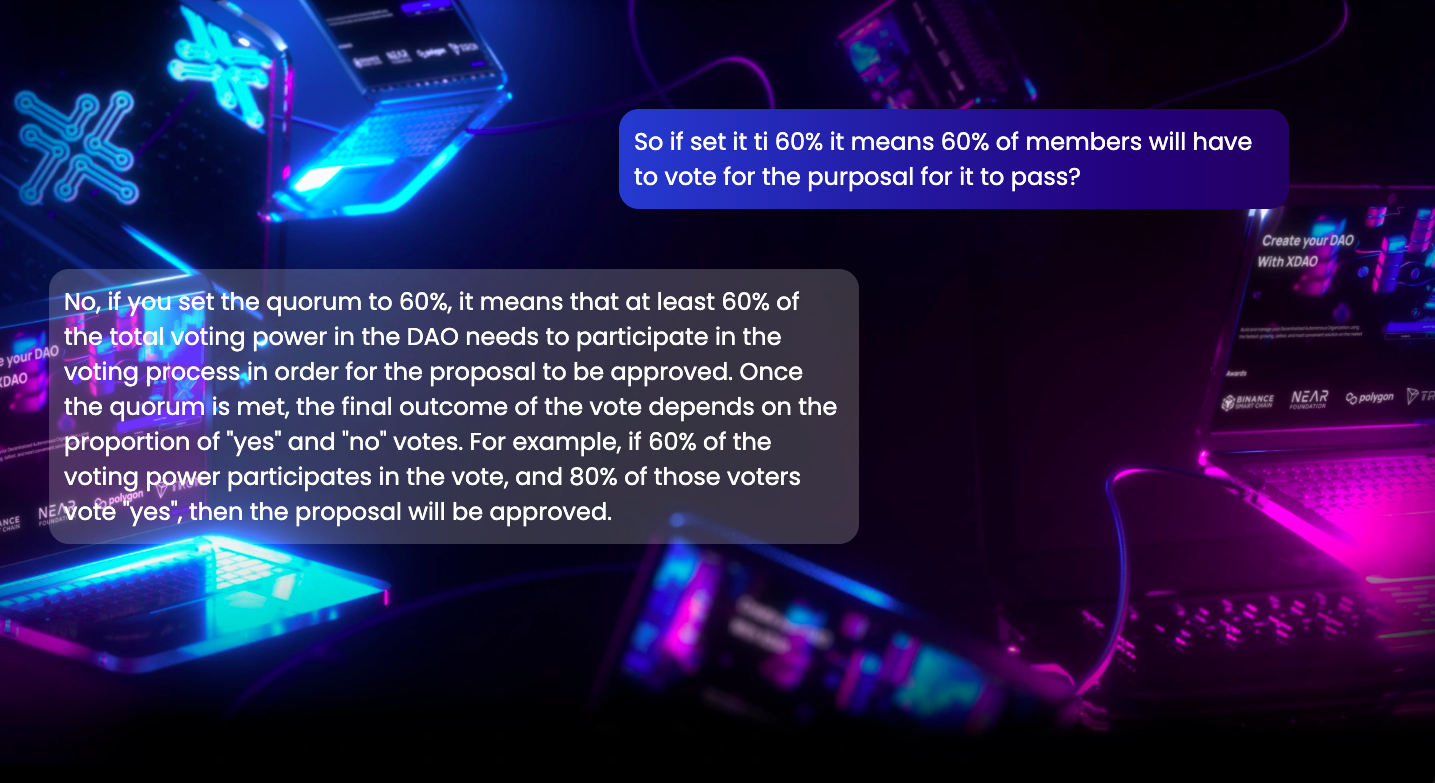 BINANCE
SMART CHAIN
NEAR
FOUNDATION
polygon
So if set it ti 60% it means 60% of members will have
to vote for the purposal for it to pass?
Create your DAO
With XDAO
Awards
BINANCE
SMART CHAIN
NEAR
FOUNDATION
polygon
No, if you set the quorum to 60%, it means that at least 60% of
the total voting power in the DAO needs to participate in the
voting process in order for the proposal to be approved. Once
the quorum is met, the final outcome of the vote depends on the
proportion of "yes" and "no" votes. For example, if 60% of the
voting power participates in the vote, and 80% of those voters
vote "yes", then the proposal will be approved.
e your DAO
XDAO
polygon